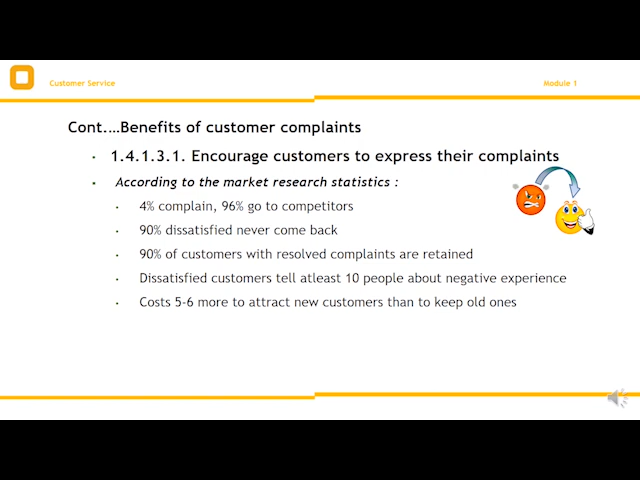 Customer Service
Module 1
Cont.…Benefits of customer complaints
1.4.1.3.1. Encourage customers to express their complaints
According to the market research statistics :
4% complain, 96% go to competitors
90% dissatisfied never come back
90% of customers with resolved complaints are retained
Dissatisfied customers tell atleast 10 people about negative experience
Costs 5-6 more to attract new customers than to keep old ones